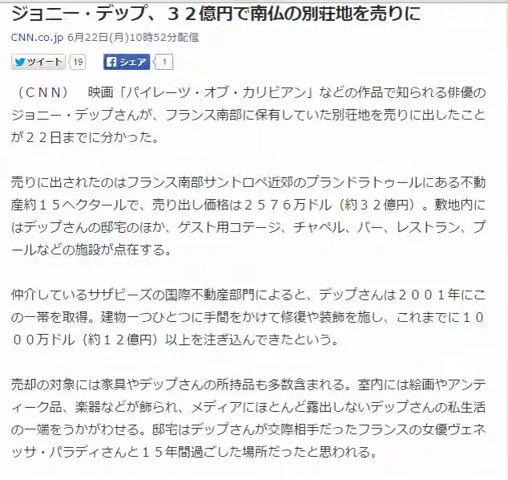 ジョニー・デップ、３２億円で南仏の別荘地を売りに
CNN.co.jp 6月22日(月)10時52分配信
ツイート 19 シェア 1
（ＣＮＮ）　映画「パイレーツ・オブ・カリビアン」などの作品で知られる俳優の
ジョニー・デップさんが、フランス南部に保有していた別荘地を売りに出したこと
が２２日までに分かった。
売りに出されたのはフランス南部サントロペ近郊のプランドラトゥールにある不動
産約１５ヘクタールで、売り出し価格は２５７６万ドル（約３２億円）。敷地内に
はデップさんの邸宅のほか、ゲスト用コテージ、チャペル、バー、レストラン、プ
ールなどの施設が点在する。
仲介しているサザビーズの国際不動産部門によると、デップさんは２００１年にこ
の一帯を取得。建物一つひとつに手間をかけて修復や装飾を施し、これまでに１０
００万ドル（約１２億円）以上を注ぎ込んできたという。
売却の対象には家具やデップさんの所持品も多数含まれる。室内には絵画やアンテ
ィーク品、楽器などが飾られ、メディアにほとんど露出しないデップさんの私生活
の一端をうかがわせる。邸宅はデップさんが交際相手だったフランスの女優ヴェネ
ッサ・パラディさんと１５年間過ごした場所だったと思われる。